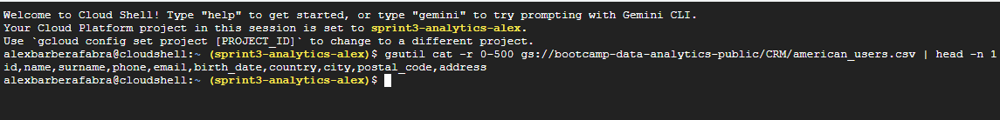 Welcome to Cloud Shell! Type "help" to get started, or type "gemini" to try prompting with Gemini CLI.
Your Cloud Platform project in this session is set to sprint3-analytics-alex.
Use `gcloud config set project [PROJECT_ID]` to change to a different project.
alexbarberafabra@cloudshell:~ (sprint3-analytics-alex)$ gsutil cat -r 0-500 gs://bootcamp-data-analytics-public/CRM/american_users.csv | head -n 1
id,name,surname,phone,email,birth_date,country,city,postal_code,address
alexbarberafabra@cloudshell:~ (sprint3-analytics-alex)$